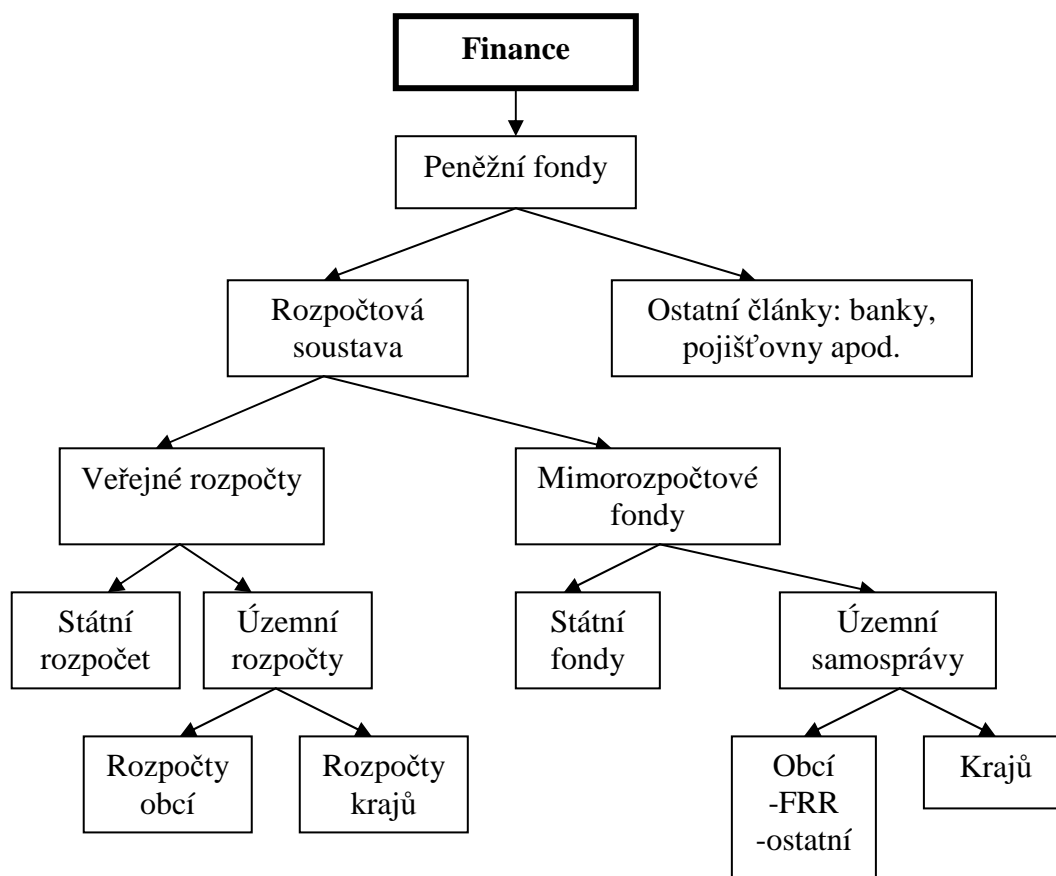 Finance
Peněžní fondy
Rozpočtová
soustava
Ostatní články: banky,
pojišťovny apod.
Veřejné rozpočty
Mimorozpočtové
fondy
Státní
rozpočet
Územní
rozpočty
Státní
fondy
Územní
samosprávy
Rozpočty
obcí
Rozpočty
krajů
Obcí
-FRR
-ostatní
Krajů